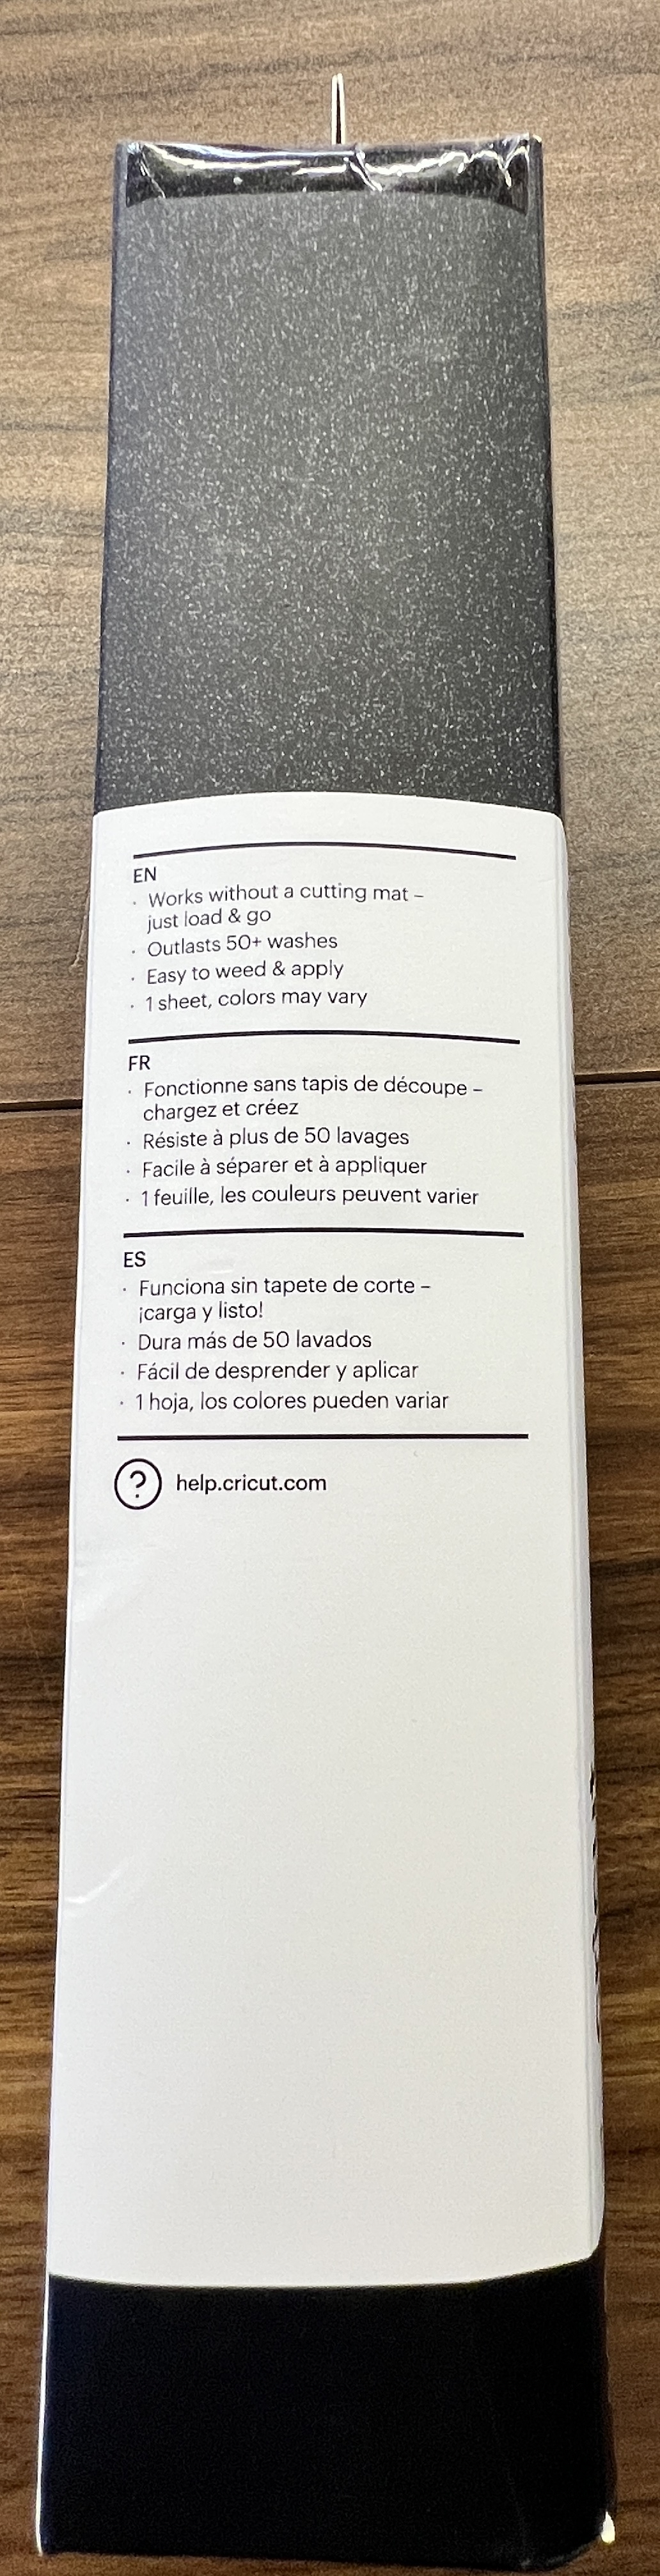 EN
· Works without a cutting mat –
just load & go
· Outlasts 50+ washes
· Easy to weed & apply
· 1 sheet, colors may vary
FR
· Fonctionne sans tapis de découpe –
chargez et créez
· Résiste à plus de 50 lavages
· Facile à séparer et à appliquer
· 1 feuille, les couleurs peuvent varier
ES
· Funciona sin tapete de corte –
¡carga y listo!
· Dura más de 50 lavados
· Fácil de desprender y aplicar
· 1 hoja, los colores pueden variar
? help.cricut.com